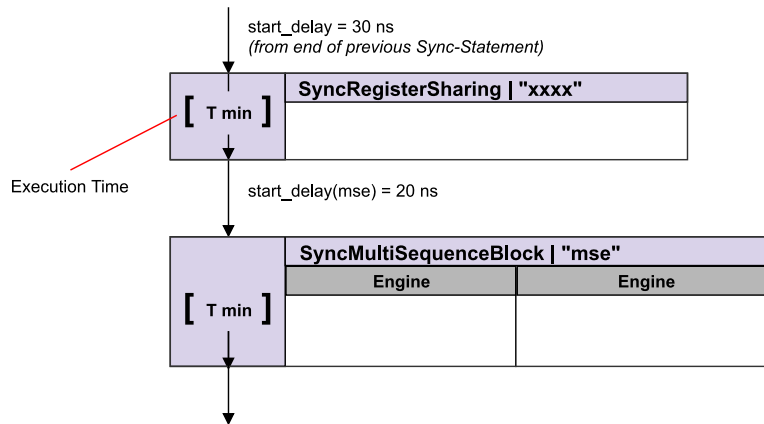 start_delay = 30 ns
(from end of previous Sync-Statement)
SyncRegisterSharing | "xxxx"
[ T min ]
Execution Time
start_delay(mse) = 20 ns
SyncMultiSequenceBlock | "mse"
Engine Engine
[ T min ]